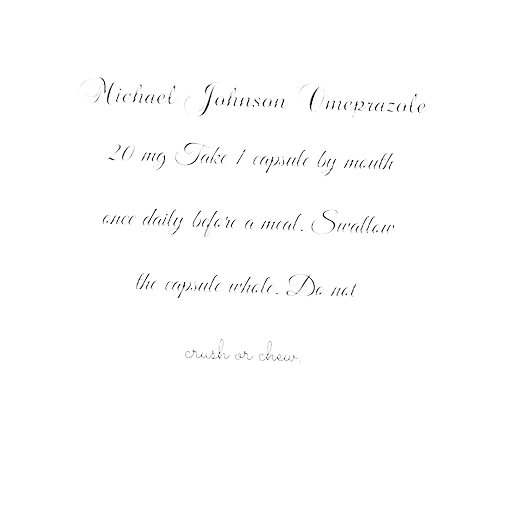 Michael Johnson Omeprazole
20 mg Take 1 capsule by mouth
once daily before a meal. Swallow
the capsule whole. Do not
crush or chew.